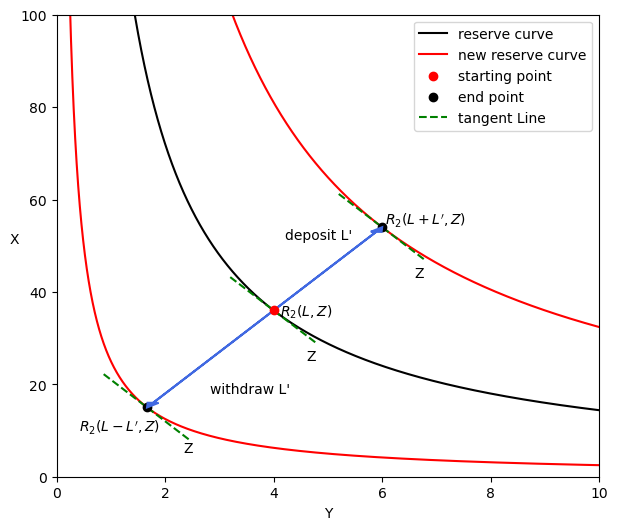 100
80
60
40
20
0
X
0
2
4
6
8
10
Y
reserve curve
new reserve curve
starting point
end point
tangent Line
R₂(L + L′, Z)
deposit L'
Z
R₂(L, Z)
Z
withdraw L'
R₂(L − L′, Z)
Z